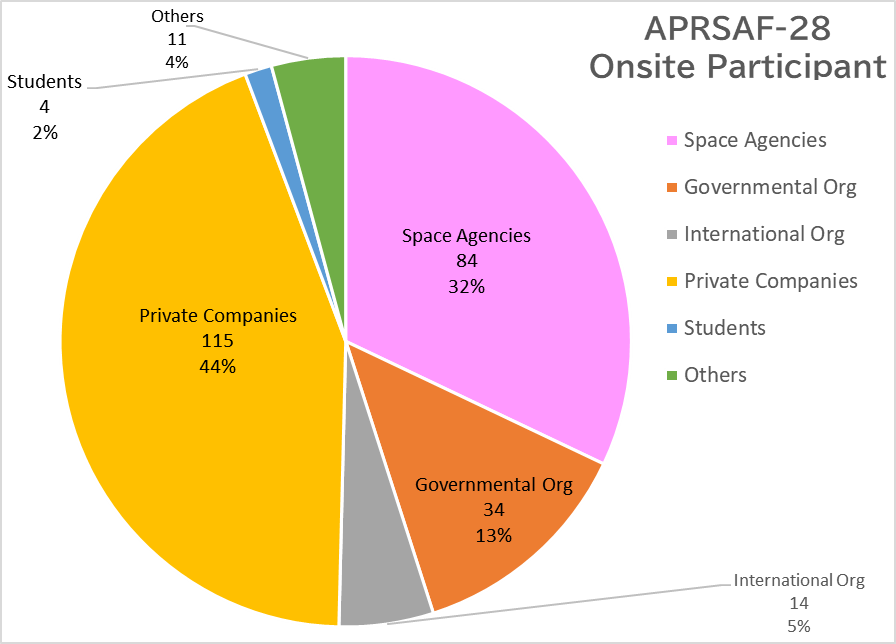 APRSAF-28
Onsite Participant
Others
11
4%
Students
4
2%
Space Agencies
84
32%
Private Companies
115
44%
Governmental Org
34
13%
International Org
14
5%
Space Agencies
Governmental Org
International Org
Private Companies
Students
Others